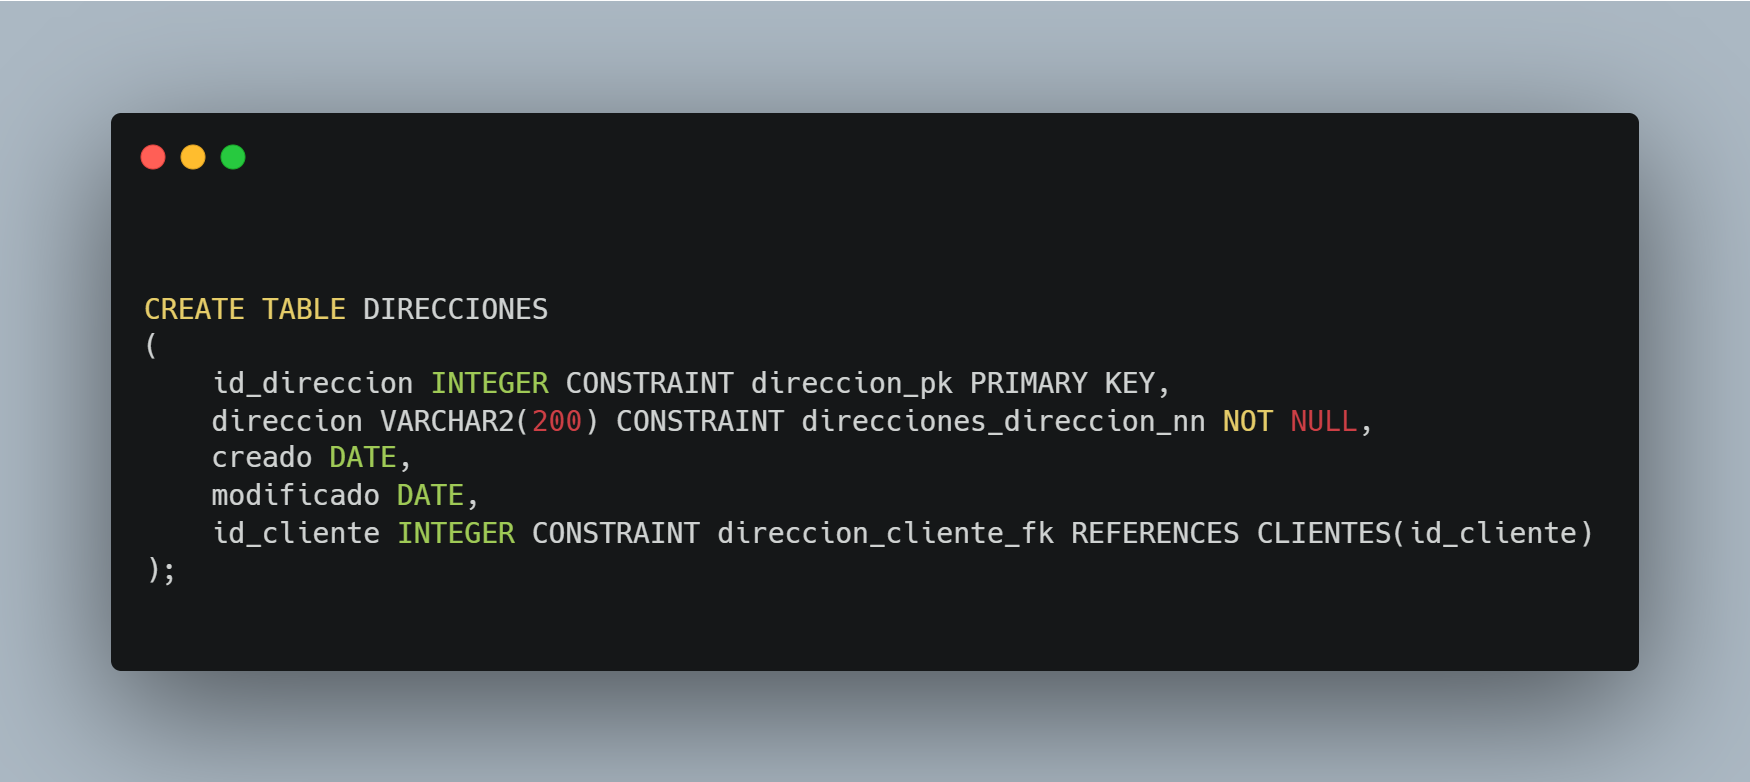 CREATE TABLE DIRECCIONES
(
    id_direccion INTEGER CONSTRAINT direccion_pk PRIMARY KEY,
    direccion VARCHAR2(200) CONSTRAINT direcciones_direccion_nn NOT NULL,
    creado DATE,
    modificado DATE,
    id_cliente INTEGER CONSTRAINT direccion_cliente_fk REFERENCES CLIENTES(id_cliente)
);